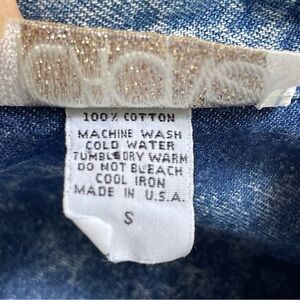 100% COTTON
MACHINE WASH
COLD WATER
TUMBLE DRY WARM
DO NOT BLEACH
COOL IRON
MADE IN U.S.A.
S